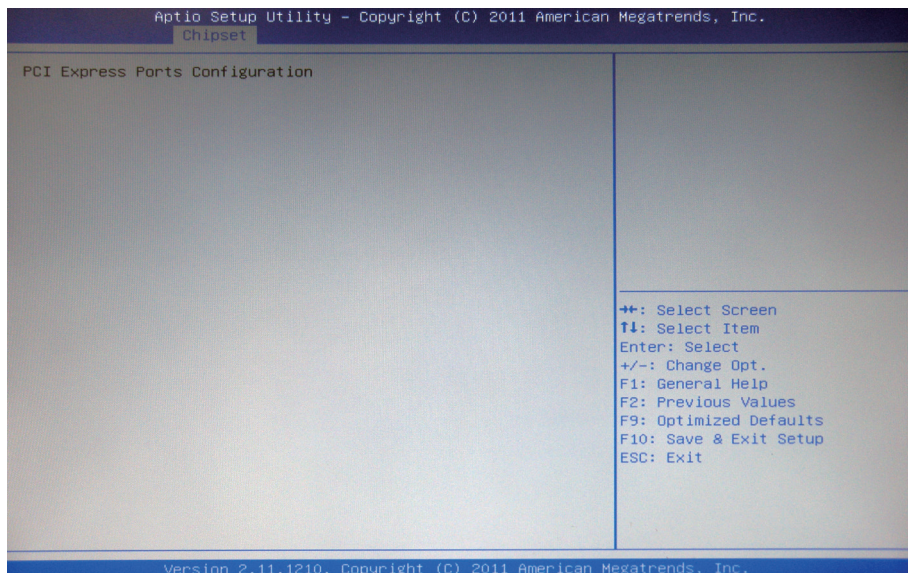 Aptio Setup Utility – Copyright (C) 2011 American Megatrends, Inc.
Chipset
PCI Express Ports Configuration
→←: Select Screen
↑↓: Select Item
Enter: Select
+/-: Change Opt.
F1: General Help
F2: Previous Values
F9: Optimized Defaults
F10: Save & Exit Setup
ESC: Exit
Version 2.11.1210. Copyright (C) 2011 American Megatrends, Inc.